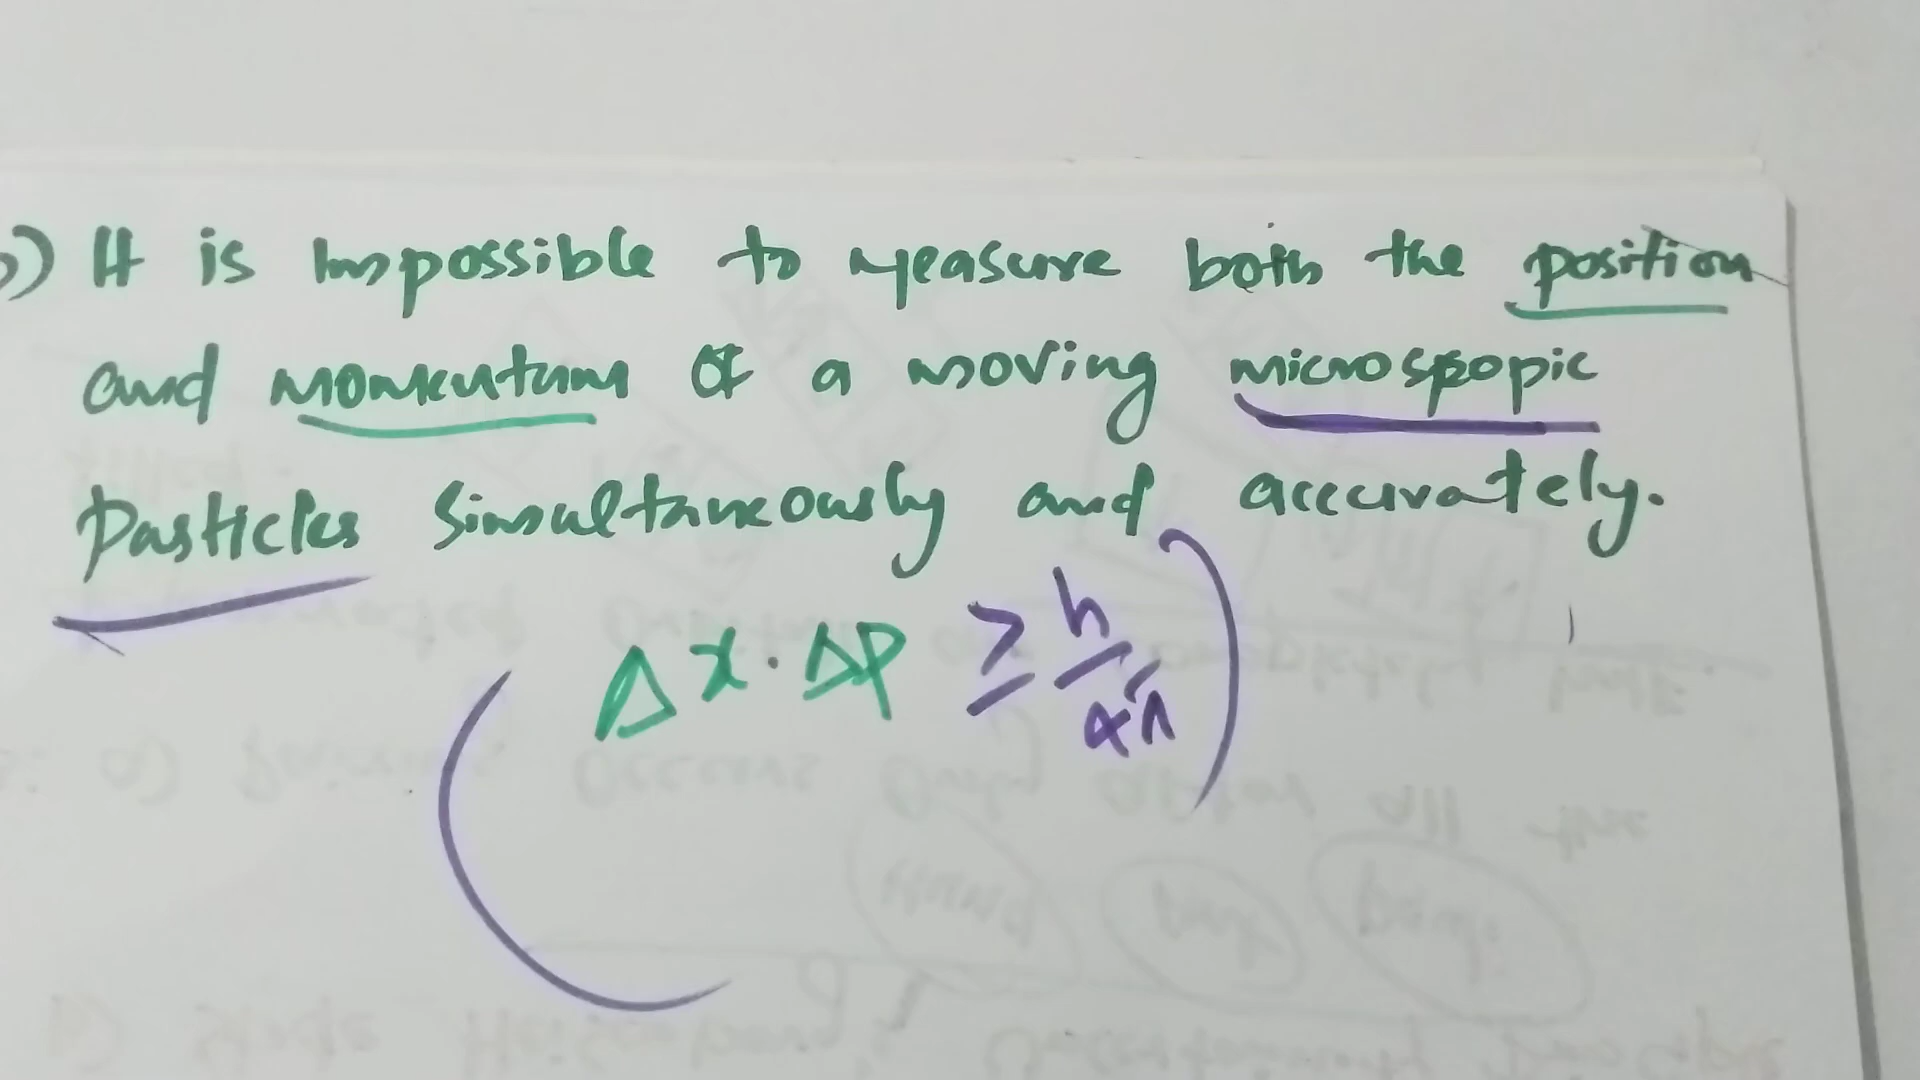 b) It is Impossible to measure both the position
and momentum of a moving microspopic
Particles Simultaneously and accurately.
Δx.Δp ≥ h/4π